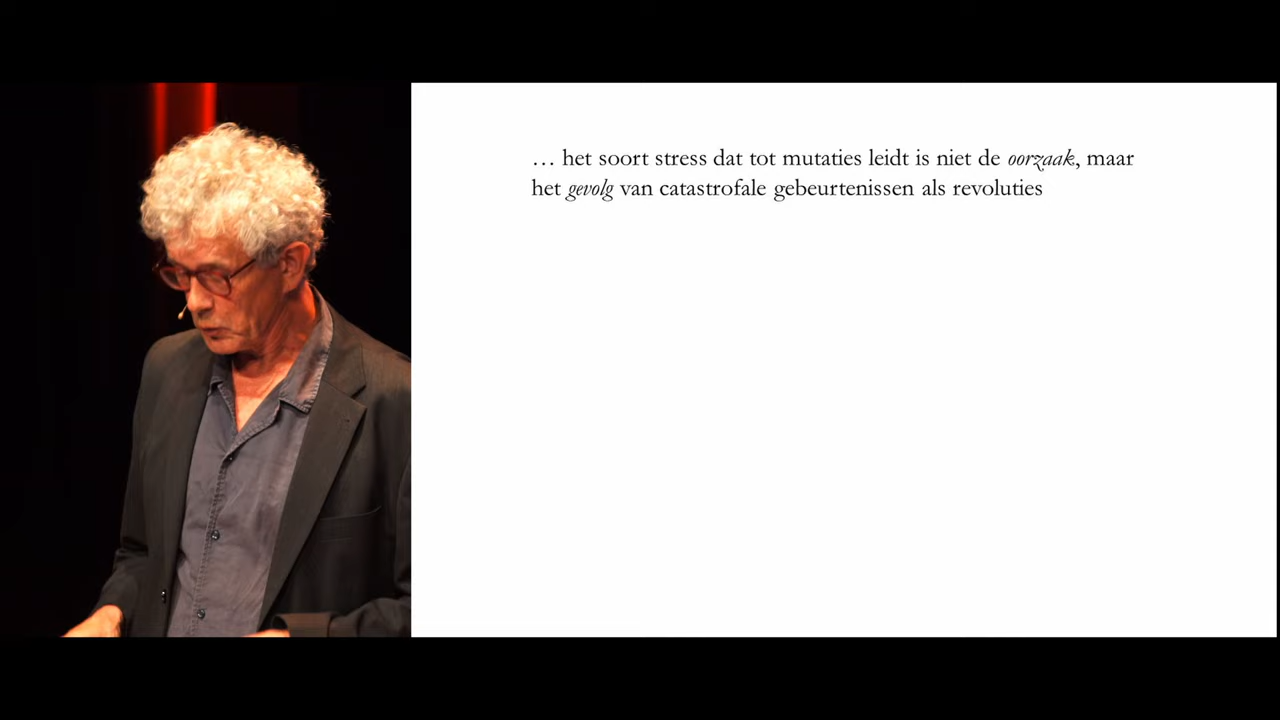 … het soort stress dat tot mutaties leidt is niet de oorzaak, maar
het gevolg van catastrofale gebeurtenissen als revoluties